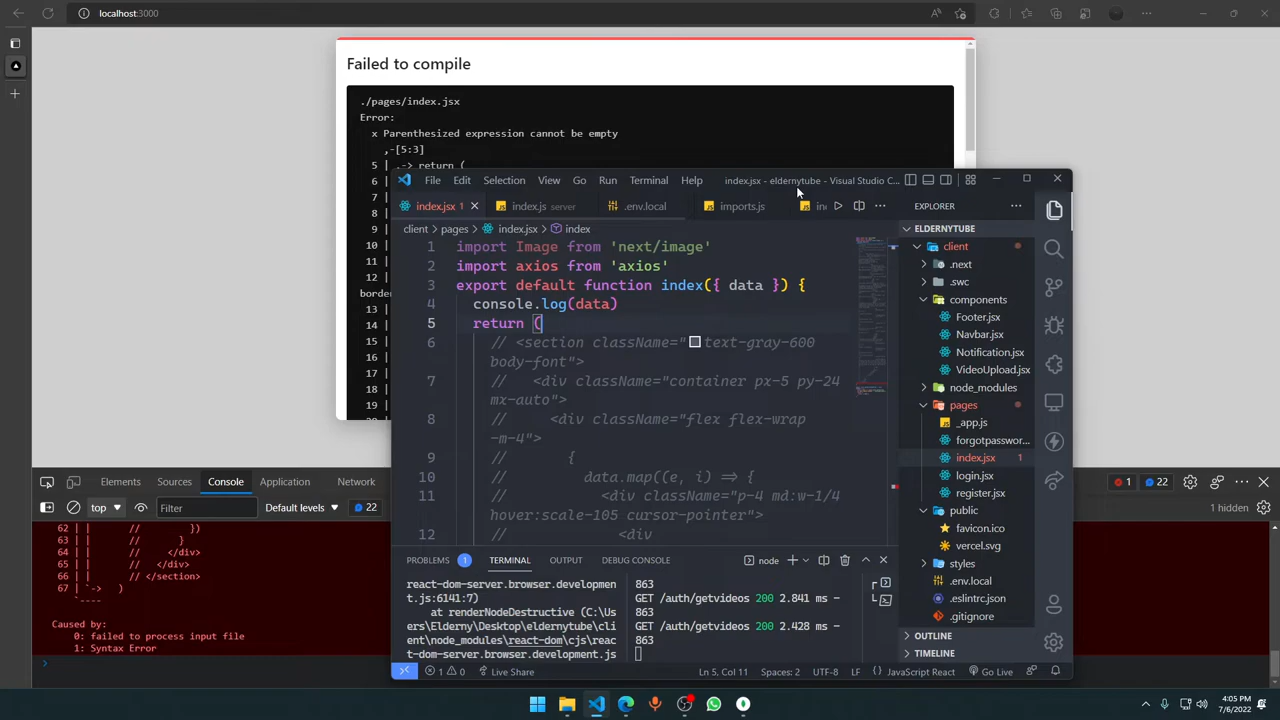 localhost:3000
Failed to compile
./pages/index.jsx
Error:
x Parenthesized expression cannot be empty
,-[5:3]
5 | ,-> return (
6 |
7 |
8 |
9 |
10 |
11 |
12 |
borde
13 |
14 |
15 |
16 |
17 |
18 |
19 |
File Edit Selection View Go Run Terminal Help index.jsx - eldernytube - Visual Studio C...
index.jsx 1 index.js server .env.local imports.js in
client > pages > index.jsx > index
1 import Image from 'next/image'
2 import axios from 'axios'
3 export default function index({ data }) {
4 console.log(data)
5 return (
6 // <section className="text-gray-600
body-font">
7 // <div className="container px-5 py-24
mx-auto">
8 // <div className="flex flex-wrap
-m-4">
9 // {
10 // data.map((e, i) => {
11 // <div className="p-4 md:w-1/4
hover:scale-105 cursor-pointer">
12 // <div
EXPLORER
ELDERNYTUBE
client
.next
.swc
components
Footer.jsx
Navbar.jsx
Notification.jsx
VideoUpload.jsx
node_modules
pages
_app.js
forgotpasswor...
index.jsx 1
login.jsx
register.jsx
public
favicon.ico
vercel.svg
styles
.env.local
.eslintrc.json
.gitignore
OUTLINE
TIMELINE
PROBLEMS 1 TERMINAL OUTPUT DEBUG CONSOLE node
react-dom-server.browser.developmen
t.js:6141:7)
at renderNodeDestructive (C:\Us
ers\Elderny\Desktop\eldernytube\cli
ent\node_modules\react-dom\cjs\reac
t-dom-server.browser.development.js
863
GET /auth/getvideos 200 2.841 ms -
863
GET /auth/getvideos 200 2.428 ms -
863
1 0 Live Share Ln 5, Col 11 Spaces: 2 UTF-8 LF JavaScript React Go Live
Elements Sources Console Application Network 1 22
top Filter Default levels 22 1 hidden
62 | | // })
63 | | // }
64 | | // </div>
65 | | // </div>
66 | | // </section>
67 | `-> )
`----
Caused by:
0: failed to process input file
1: Syntax Error
4:05 PM
7/6/2022